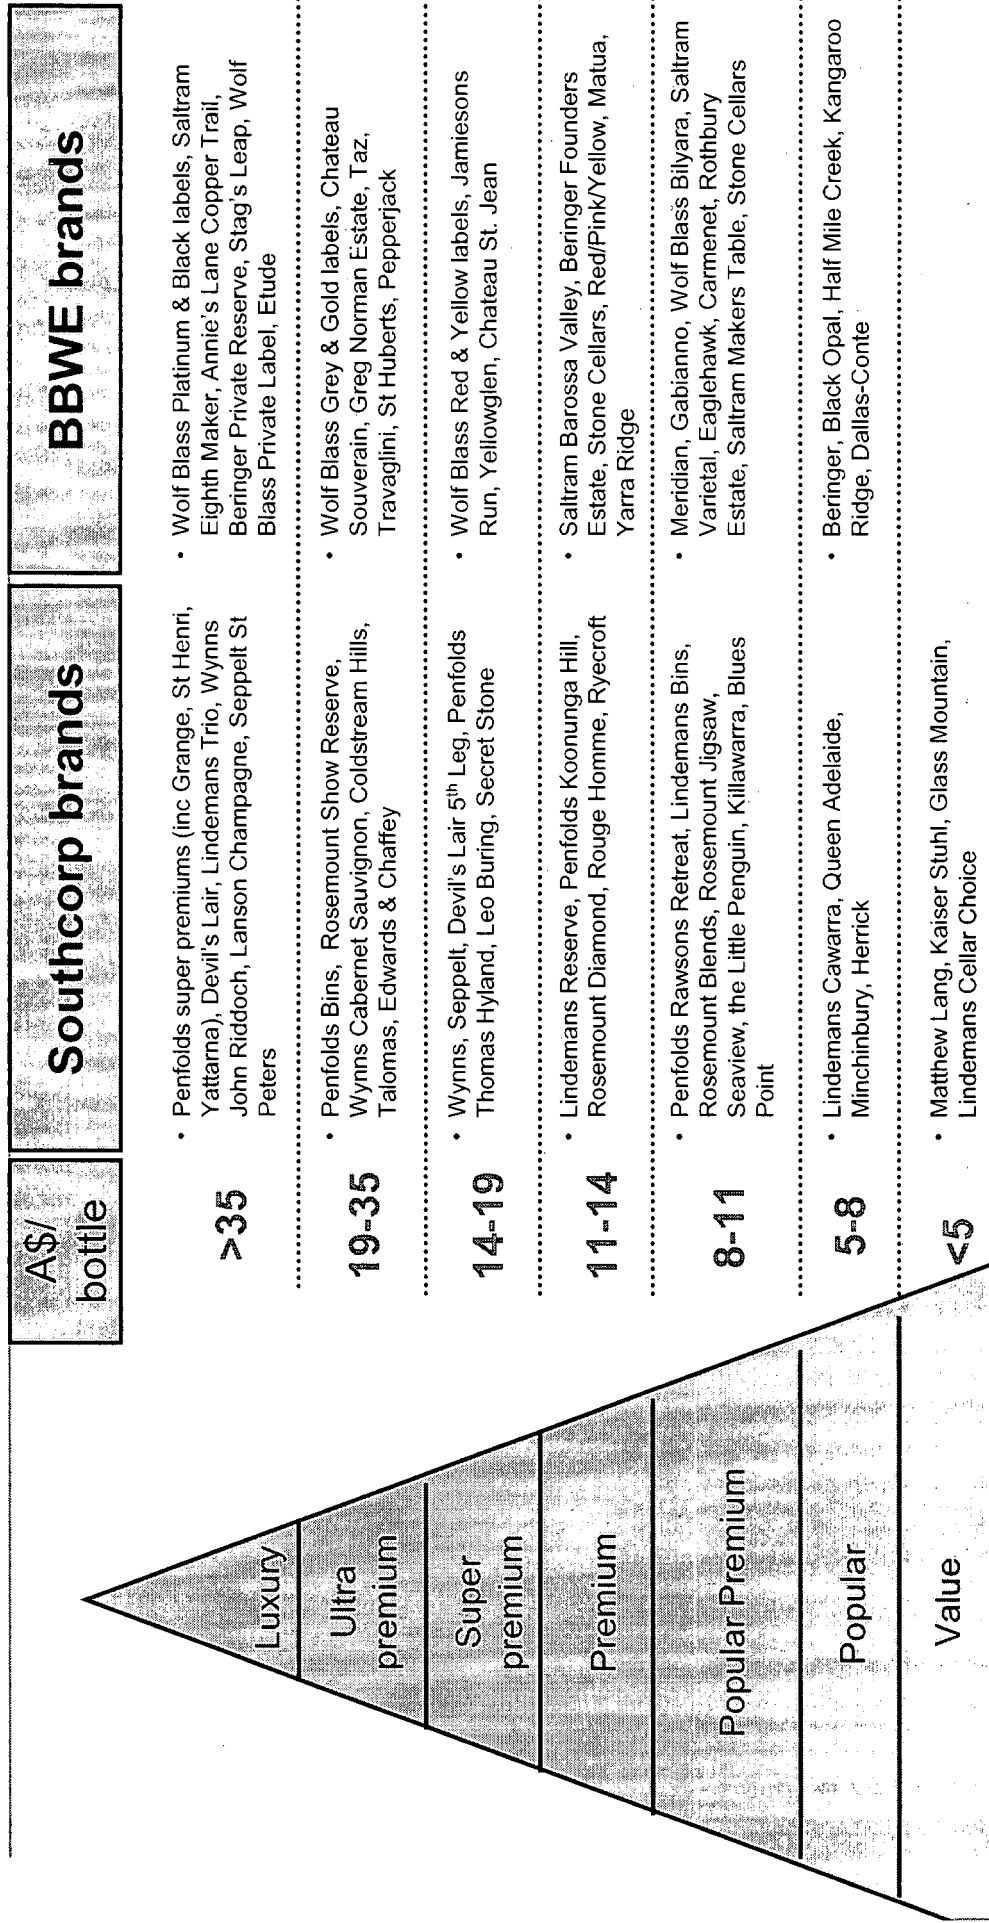 A$/
bottle
Southcorp brands
BBWE brands
Luxury
>35
• Penfolds super premiums (inc Grange, St Henri,
Yattarna), Devil's Lair, Lindemans Trio, Wynns
John Riddoch, Lanson Champagne, Seppelt St
Peters
• Wolf Blass Platinum & Black labels, Saltram
Eighth Maker, Annie's Lane Copper Trail,
Beringer Private Reserve, Stag's Leap, Wolf
Blass Private Label, Etude
Ultra
premium
19-35
• Penfolds Bins, Rosemount Show Reserve,
Wynns Cabernet Sauvignon, Coldstream Hills,
Talomas, Edwards & Chaffey
• Wolf Blass Grey & Gold labels, Chateau
Souverain, Greg Norman Estate, Taz,
Travaglini, St Huberts, Pepperjack
Super
premium
14-19
• Wynns, Seppelt, Devil's Lair 5th Leg, Penfolds
Thomas Hyland, Leo Buring, Secret Stone
• Wolf Blass Red & Yellow labels, Jamiesons
Run, Yellowglen, Chateau St. Jean
Premium
11-14
• Lindemans Reserve, Penfolds Koonunga Hill,
Rosemount Diamond, Rouge Homme, Ryecroft
• Saltram Barossa Valley, Beringer Founders
Estate, Stone Cellars, Red/Pink/Yellow, Matua,
Yarra Ridge
Popular Premium
8-11
• Penfolds Rawsons Retreat, Lindemans Bins,
Rosemount Blends, Rosemount Jigsaw,
Seaview, the Little Penguin, Killawarra, Blues
Point
• Meridian, Gabianno, Wolf Blass Bilyara, Saltram
Varietal, Eaglehawk, Carmenet, Rothbury
Estate, Saltram Makers Table, Stone Cellars
Popular
5-8
• Lindemans Cawarra, Queen Adelaide,
Minchinbury, Herrick
• Beringer, Black Opal, Half Mile Creek, Kangaroo
Ridge, Dallas-Conte
Value
<5
• Matthew Lang, Kaiser Stuhl, Glass Mountain,
Lindemans Cellar Choice